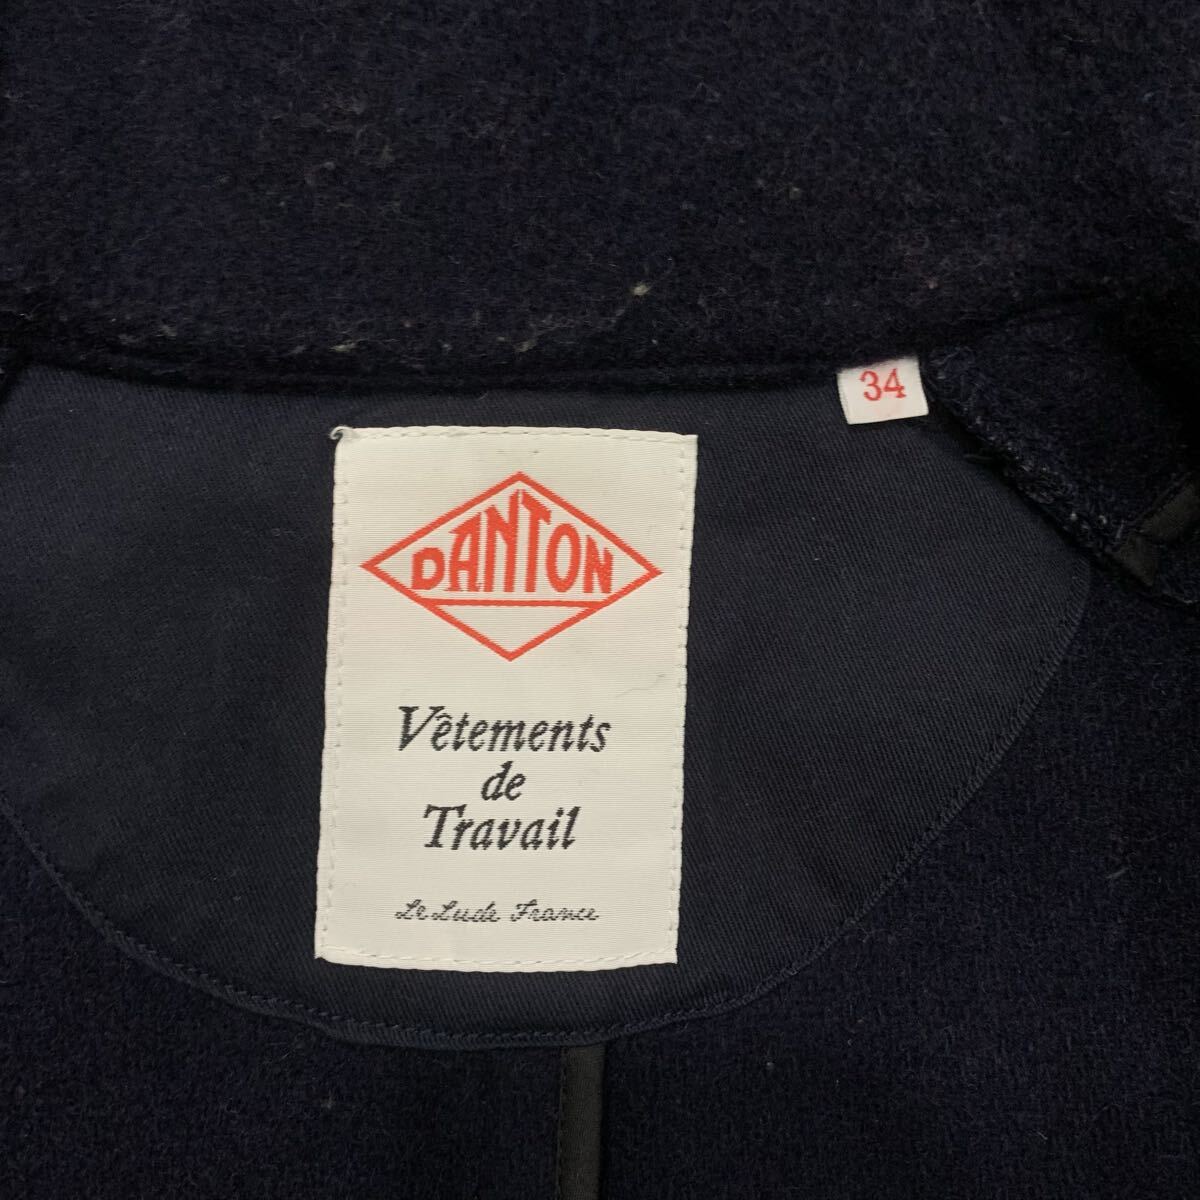 34
DANTON
Vêtements
de
Travail
Le Lude France